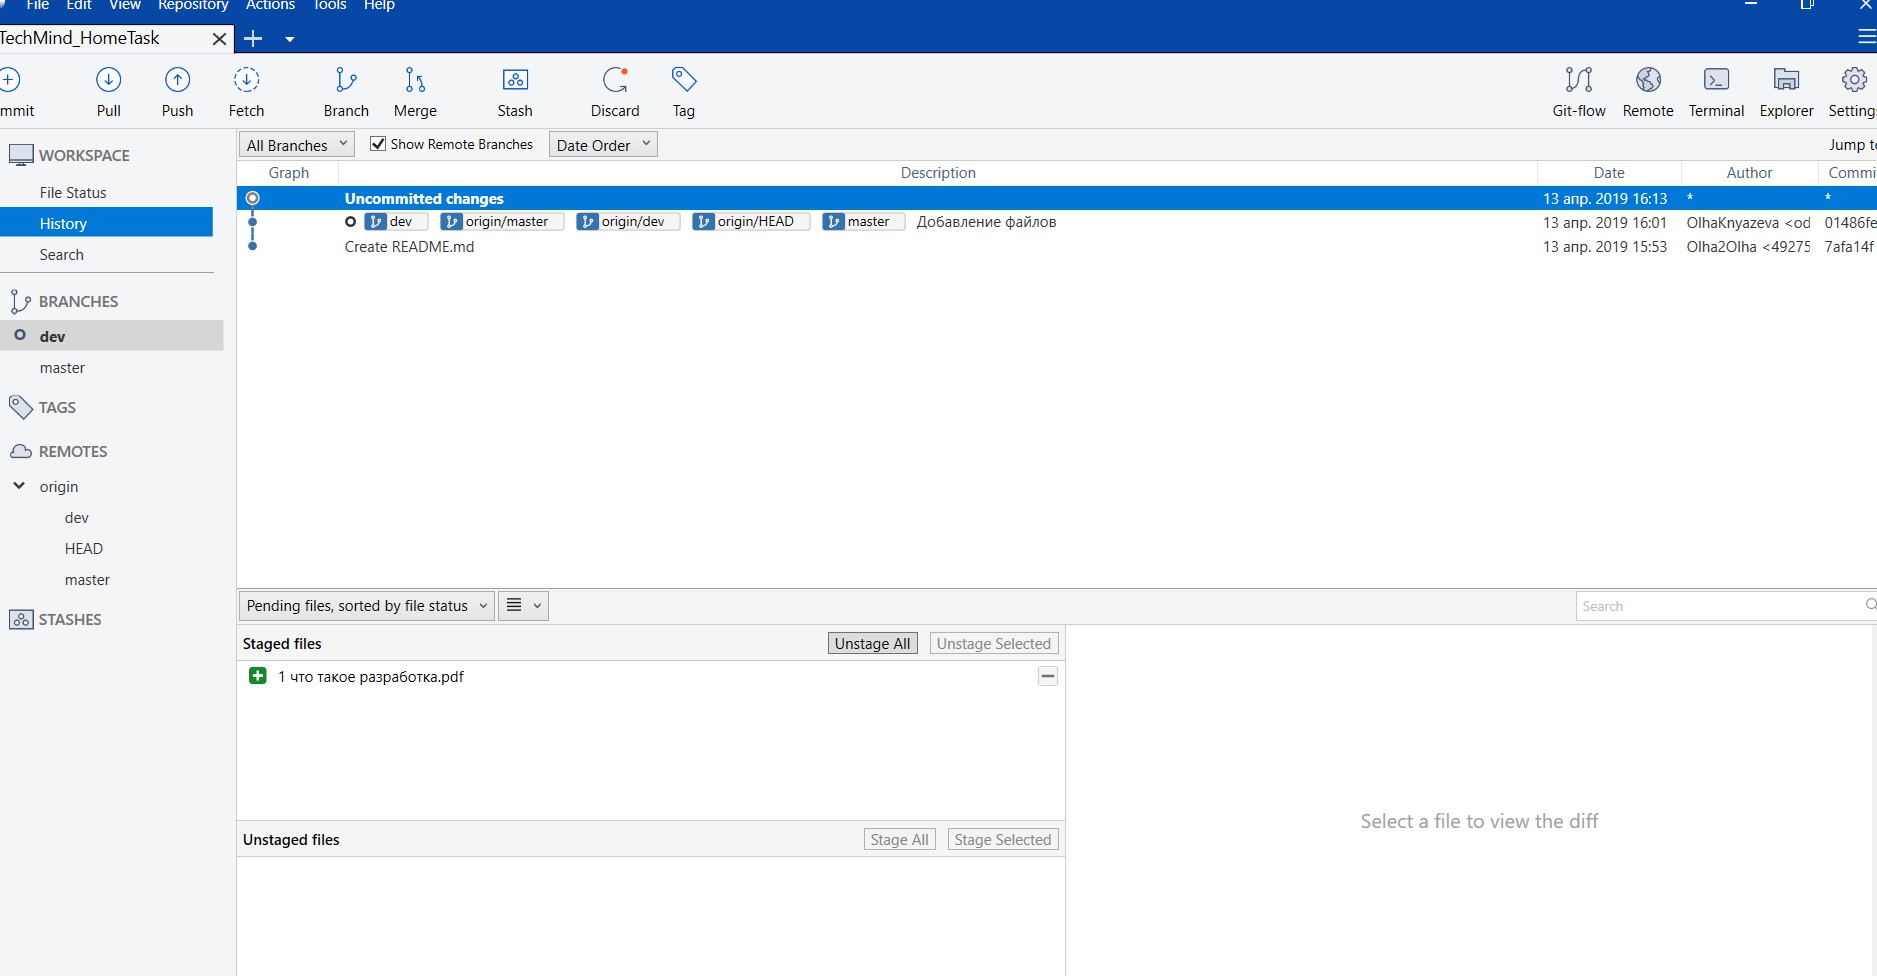 File Edit View Repository Actions Tools Help
TechMind_HomeTask
mmit Pull Push Fetch Branch Merge Stash Discard Tag Git-flow Remote Terminal Explorer Setting
WORKSPACE
File Status
History
Search
BRANCHES
dev
master
TAGS
REMOTES
origin
dev
HEAD
master
STASHES
All Branches Show Remote Branches Date Order Jump to
Graph Description Date Author Commi
Uncommitted changes 13 апр. 2019 16:13 * *
dev origin/master origin/dev origin/HEAD master Добавление файлов 13 апр. 2019 16:01 OlhaKnyazeva <od 01486fe
Create README.md 13 апр. 2019 15:53 Olha2Olha <49275 7afa14f
Pending files, sorted by file status Search
Staged files Unstage All Unstage Selected
1 что такое разработка.pdf
Unstaged files Stage All Stage Selected
Select a file to view the diff